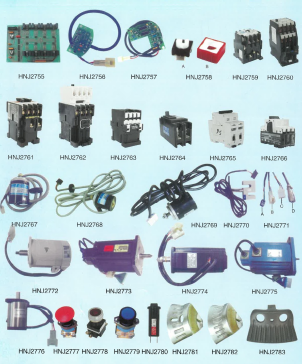 HNJ2755 HNJ2756 HNJ2757 HNJ2758 HNJ2759 HNJ2760
HNJ2761 HNJ2762 HNJ2763 HNJ2764 HNJ2765 HNJ2766
HNJ2767 HNJ2768 HNJ2769 HNJ2770 HNJ2771
HNJ2772 HNJ2773 HNJ2774 HNJ2775
HNJ2776 HNJ2777 HNJ2778 HNJ2779 HNJ2780 HNJ2781 HNJ2782 HNJ2783